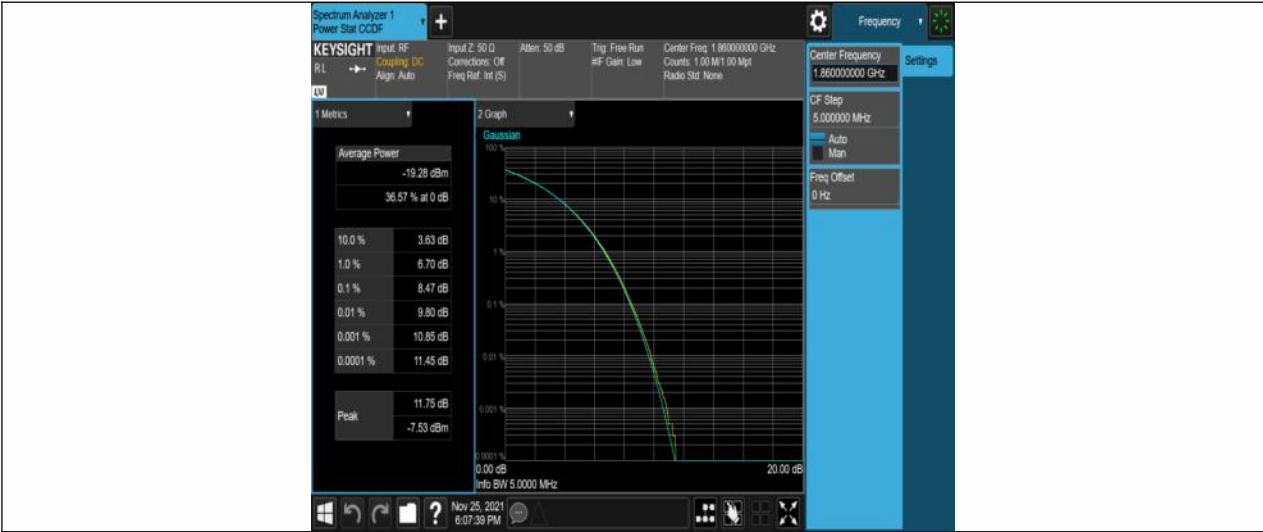 Spectrum Analyzer 1
Power Stat CCDF
Frequency
KEYSIGHT
RL
LW
Input: RF
Coupling: DC
Align: Auto
Input Z: 50 Ω
Corrections: Off
Freq Ref: Int (S)
Atten: 50 dB
Trig: Free Run
#IF Gain: Low
Center Freq: 1.860000000 GHz
Counts: 1.00 M/1.00 Mpt
Radio Std: None
Center Frequency
1.860000000 GHz
Settings
CF Step
5.000000 MHz
Auto
Man
Freq Offset
0 Hz
1 Metrics
Average Power
-19.28 dBm
36.57 % at 0 dB
10.0 % 3.63 dB
1.0 % 6.70 dB
0.1 % 8.47 dB
0.01 % 9.80 dB
0.001 % 10.85 dB
0.0001 % 11.45 dB
Peak
11.75 dB
-7.53 dBm
2 Graph
Gaussian
100 %
10 %
1 %
0.1 %
0.01 %
0.001 %
0.0001 %
0.00 dB 20.00 dB
Info BW 5.0000 MHz
?
Nov 25, 2021
6:07:39 PM